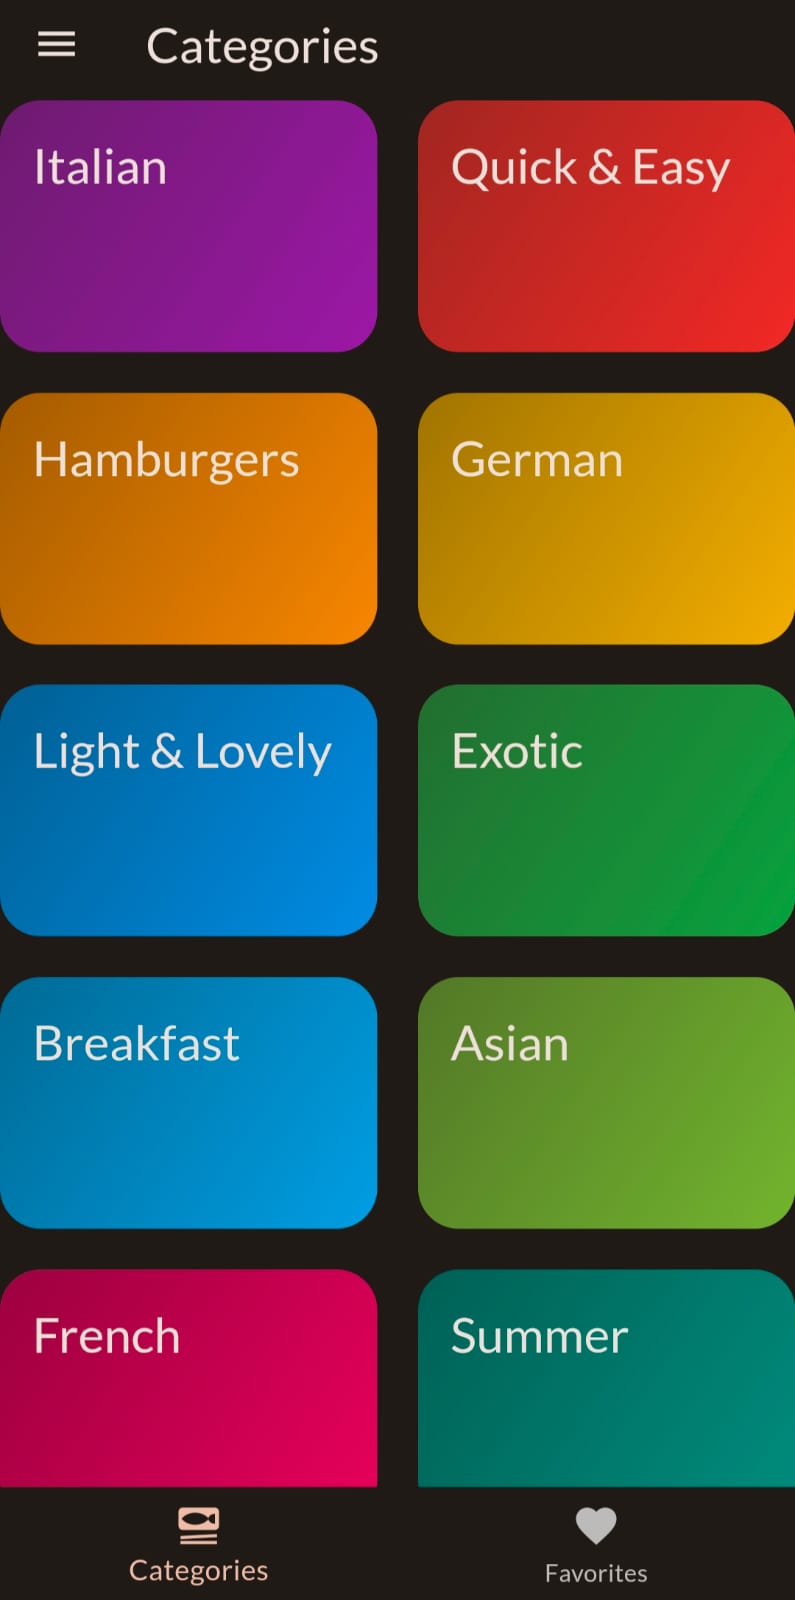 Categories
Italian
Quick & Easy
Hamburgers
German
Light & Lovely
Exotic
Breakfast
Asian
French
Summer
Categories
Favorites